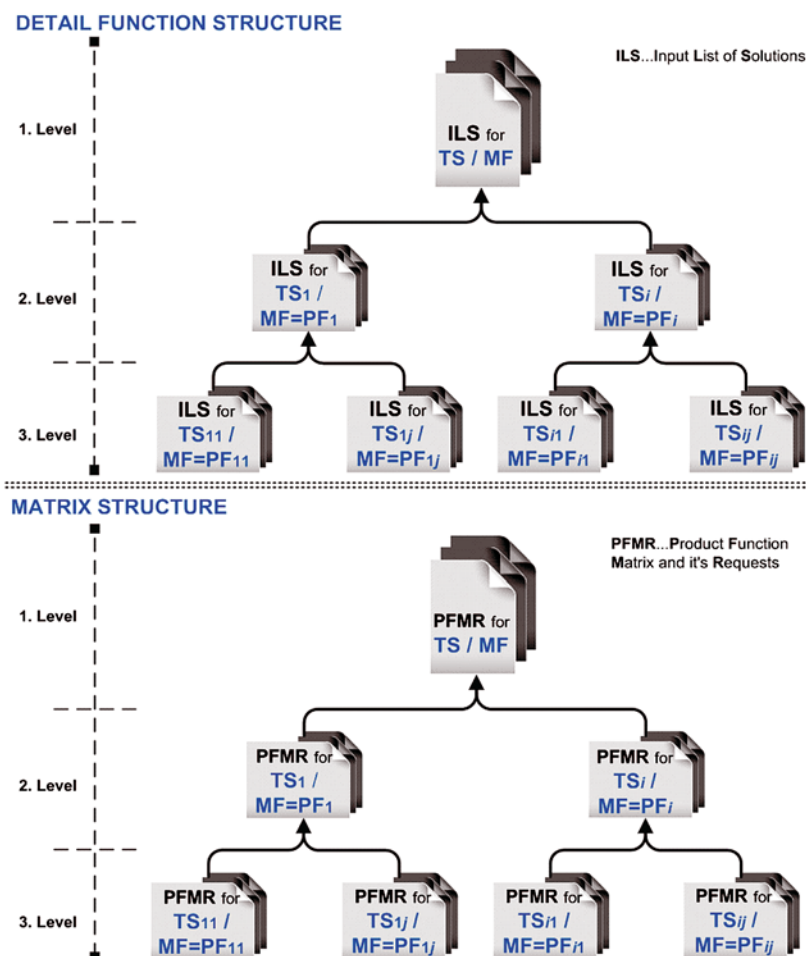 DETAIL FUNCTION STRUCTURE
ILS...Input List of Solutions
1. Level
ILS for
TS / MF
2. Level
ILS for
TS1 /
MF=PF1
ILS for
TSi /
MF=PFi
3. Level
ILS for
TS11 /
MF=PF11
ILS for
TS1j /
MF=PF1j
ILS for
TSi1 /
MF=PFi1
ILS for
TSij /
MF=PFij
MATRIX STRUCTURE
PFMR...Product Function
Matrix and it's Requests
1. Level
PFMR for
TS / MF
2. Level
PFMR for
TS1 /
MF=PF1
PFMR for
TSi /
MF=PFi
3. Level
PFMR for
TS11 /
MF=PF11
PFMR for
TS1j /
MF=PF1j
PFMR for
TSi1 /
MF=PFi1
PFMR for
TSij /
MF=PFij